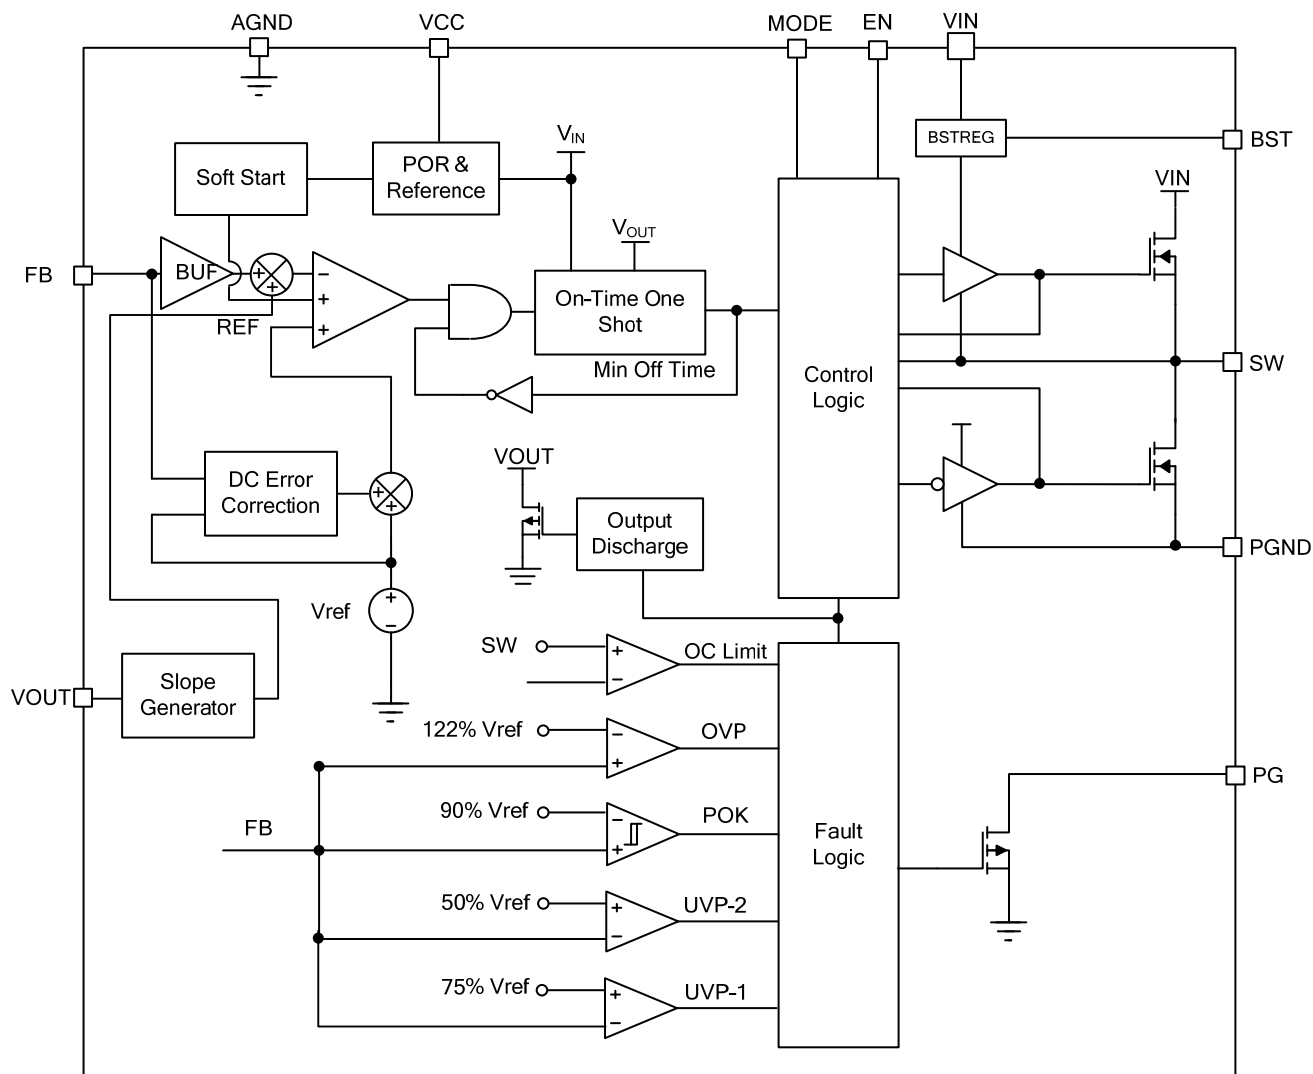 AGND
VCC
MODE
EN
VIN
BSTREG
BST
VIN
Soft Start
POR &
Reference
VIN
VOUT
FB
BUF
+
+
REF
−
+
+
On-Time One
Shot
Min Off Time
Control
Logic
SW
DC Error
Correction
+
+
VOUT
Output
Discharge
PGND
Vref
+
−
VOUT
Slope
Generator
SW
+
−
OC Limit
122% Vref
−
+
OVP
90% Vref
−
+
POK
FB
50% Vref
+
−
UVP-2
75% Vref
+
−
UVP-1
Fault
Logic
PG